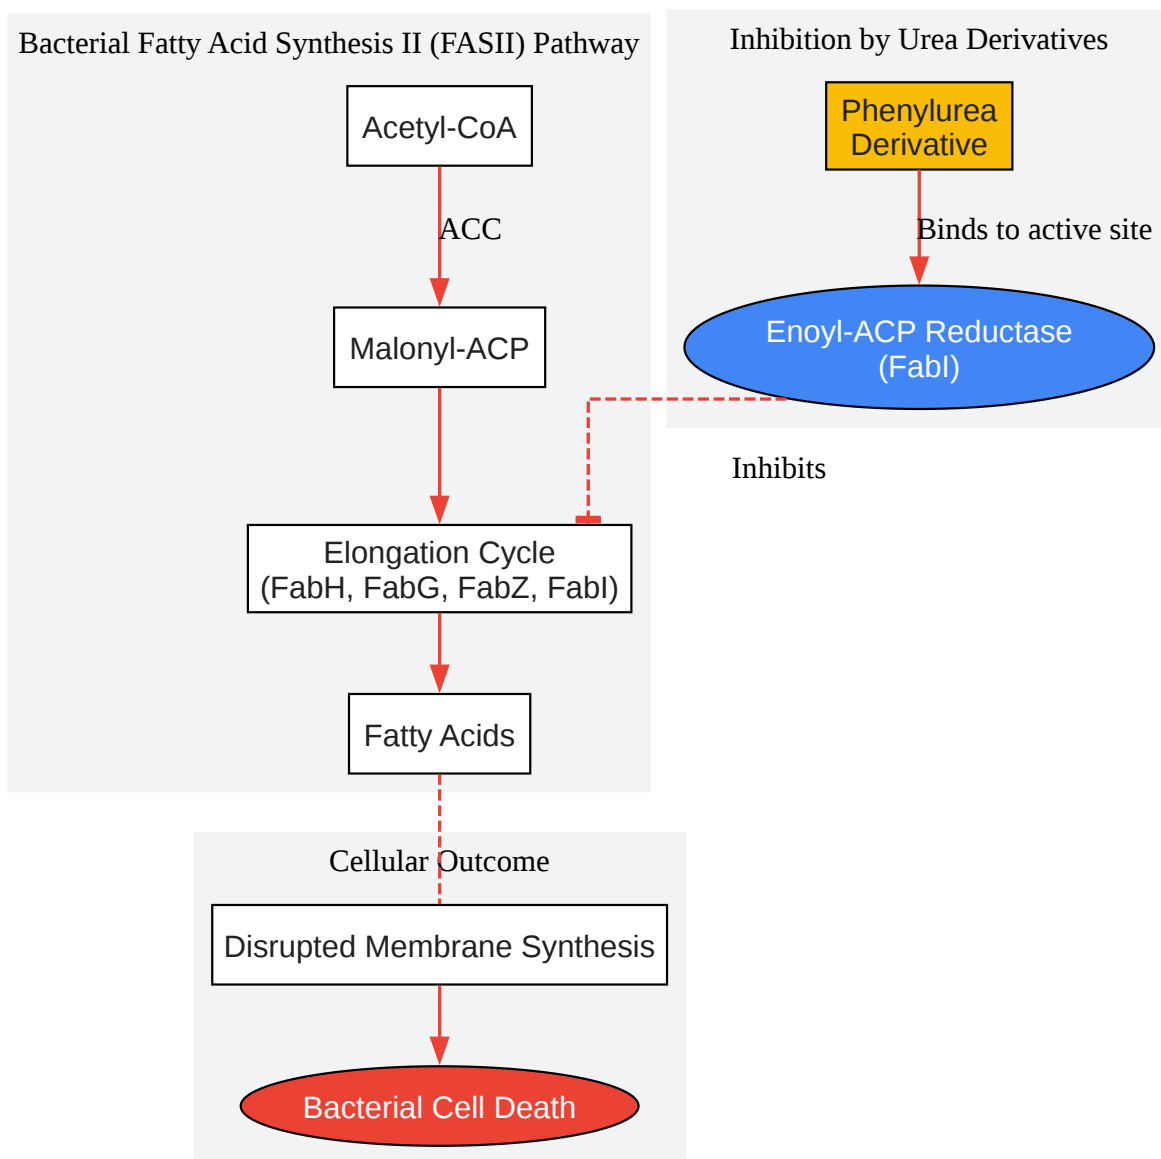 Bacterial Fatty Acid Synthesis II (FASII) Pathway
Acetyl-CoA
ACC
Malonyl-ACP
Elongation Cycle
(FabH, FabG, FabZ, FabI)
Fatty Acids
Inhibition by Urea Derivatives
Phenylurea
Derivative
Binds to active site
Enoyl-ACP Reductase
(FabI)
Inhibits
Cellular Outcome
Disrupted Membrane Synthesis
Bacterial Cell Death